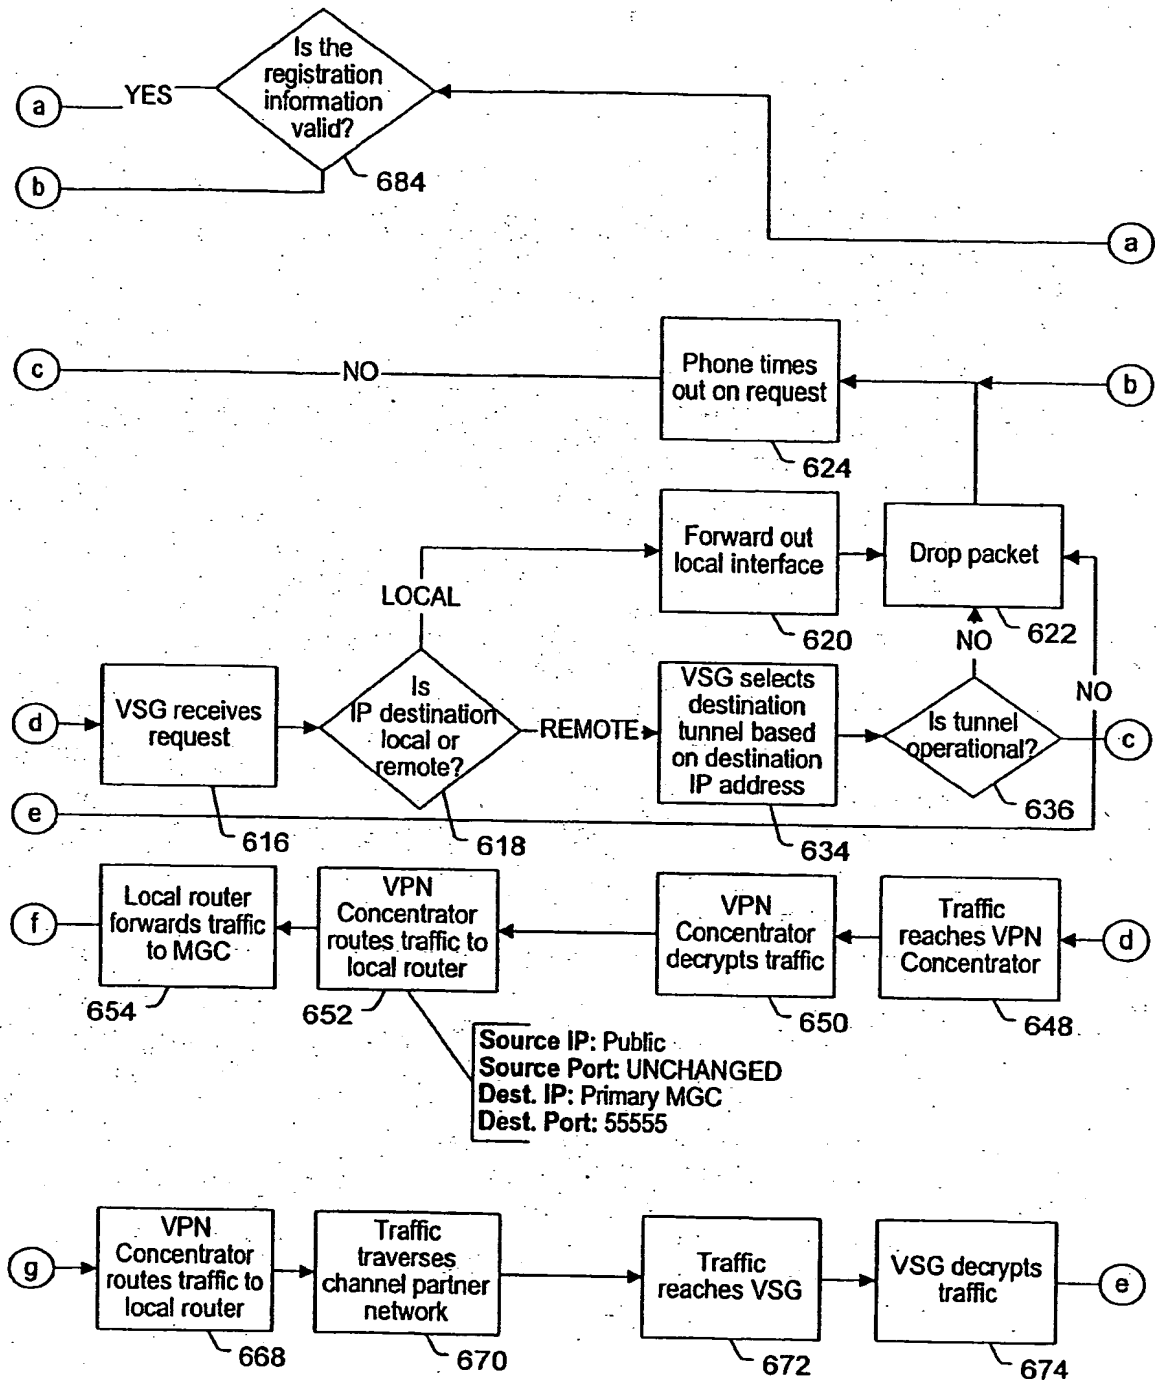 Is the
registration
information
valid?
YES
a
684
b
a
c
NO
Phone times
out on request
b
624
Forward out
local interface
Drop packet
LOCAL
620
NO
622
VSG receives
request
Is
IP destination
local or
remote?
REMOTE
VSG selects
destination
tunnel based
on destination
IP address
Is tunnel
operational?
NO
d
c
e
616
618
634
636
f
Local router
forwards traffic
to MGC
VPN
Concentrator
routes traffic to
local router
VPN
Concentrator
decrypts traffic
Traffic
reaches VPN
Concentrator
d
654
652
650
648
Source IP: Public
Source Port: UNCHANGED
Dest. IP: Primary MGC
Dest. Port: 55555
g
VPN
Concentrator
routes traffic to
local router
Traffic
traverses
channel partner
network
Traffic
reaches VSG
VSG decrypts
traffic
e
668
670
672
674